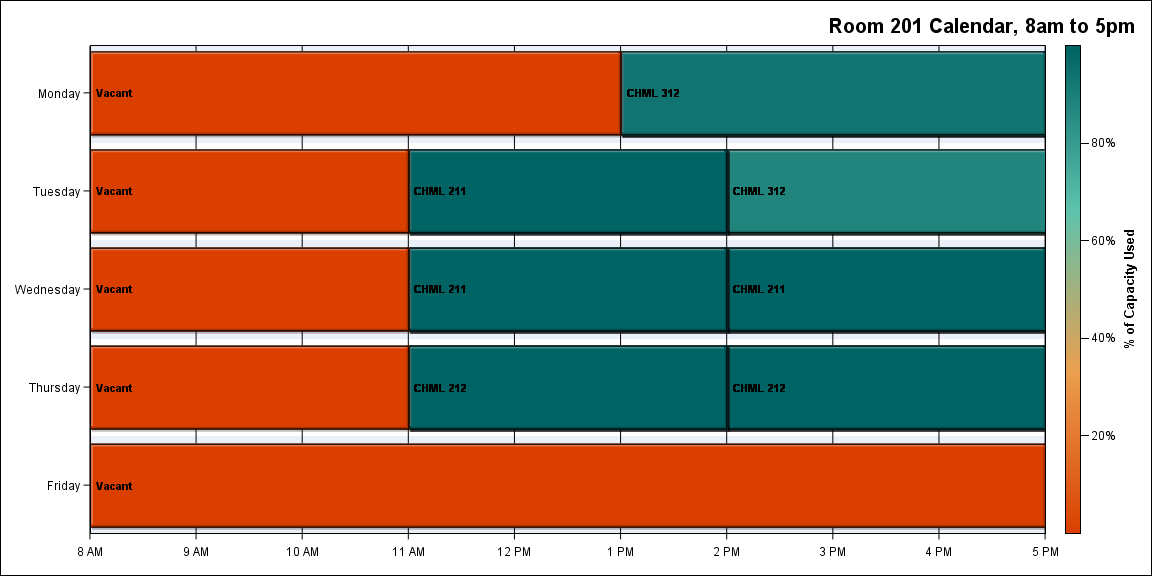 Room 201 Calendar, 8am to 5pm
Monday
Vacant
CHML 312
Tuesday
Vacant
CHML 211
CHML 312
Wednesday
Vacant
CHML 211
CHML 211
Thursday
Vacant
CHML 212
CHML 212
Friday
Vacant
8 AM
9 AM
10 AM
11 AM
12 PM
1 PM
2 PM
3 PM
4 PM
5 PM
80%
60%
40%
20%
% of Capacity Used